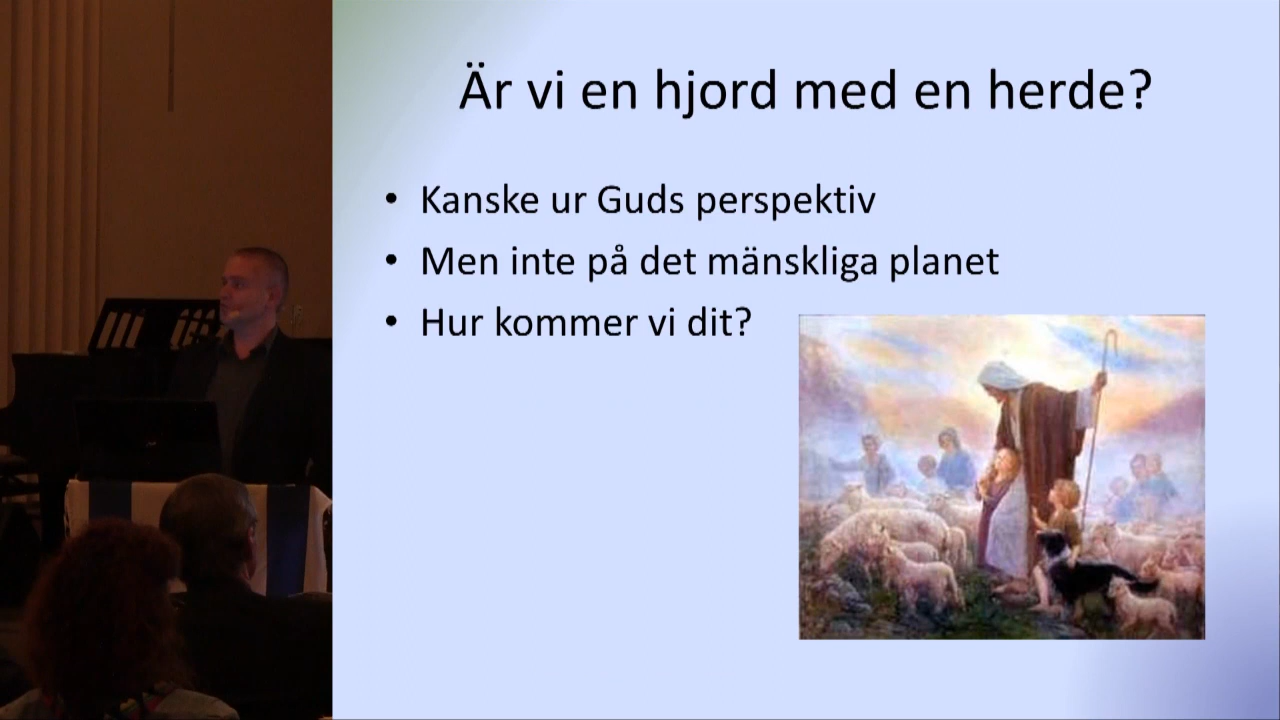 Är vi en hjord med en herde?
• Kanske ur Guds perspektiv
• Men inte på det mänskliga planet
• Hur kommer vi dit?